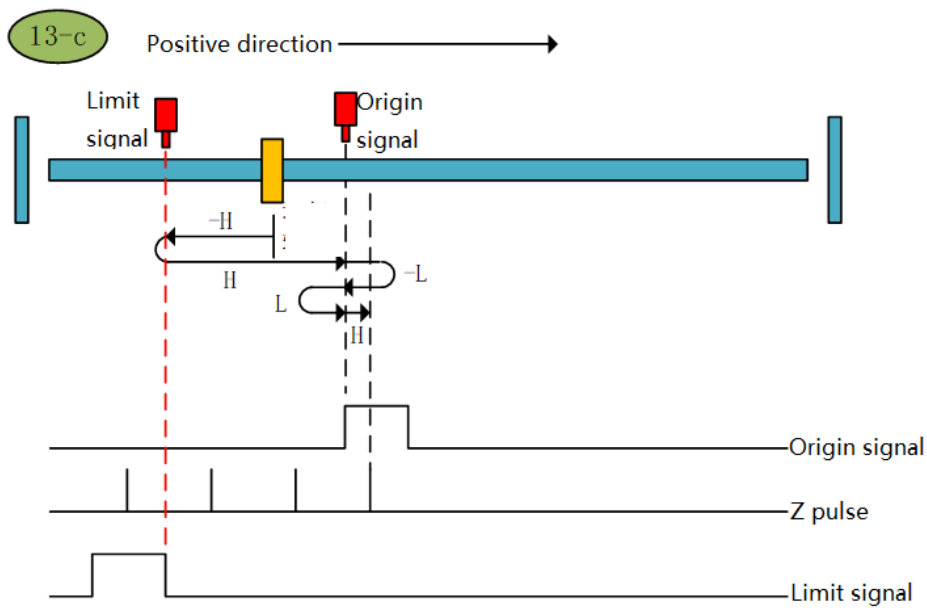 13-c
Positive direction
Limit
signal
Origin
signal
-H
H
-L
L
H
Origin signal
Z pulse
Limit signal